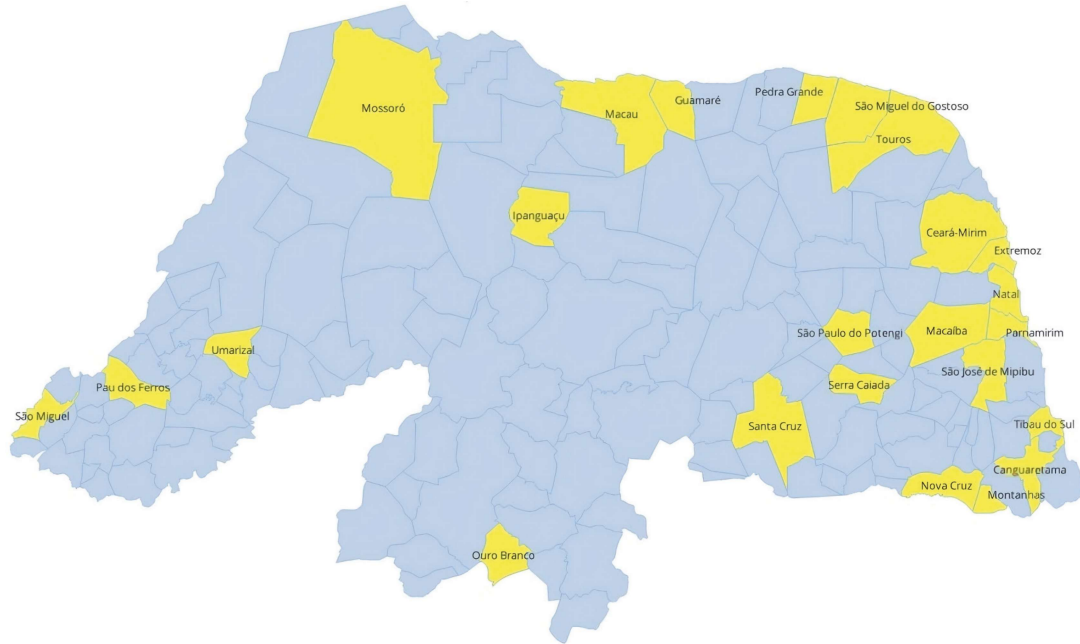 Pedra Grande
Guamaré
São Miguel do Gostoso
Mossoró
Macau
Touros
Ipanguaçu
Ceará-Mirim
Extremoz
Natal
São Paulo do Potengi
Macaíba
Parnamirim
Umarizal
São José de Mipibu
Pau dos Ferros
Serra Caiada
São Miguel
Santa Cruz
Tibau do Sul
Canguaretama
Nova Cruz
Montanhas
Ouro Branco